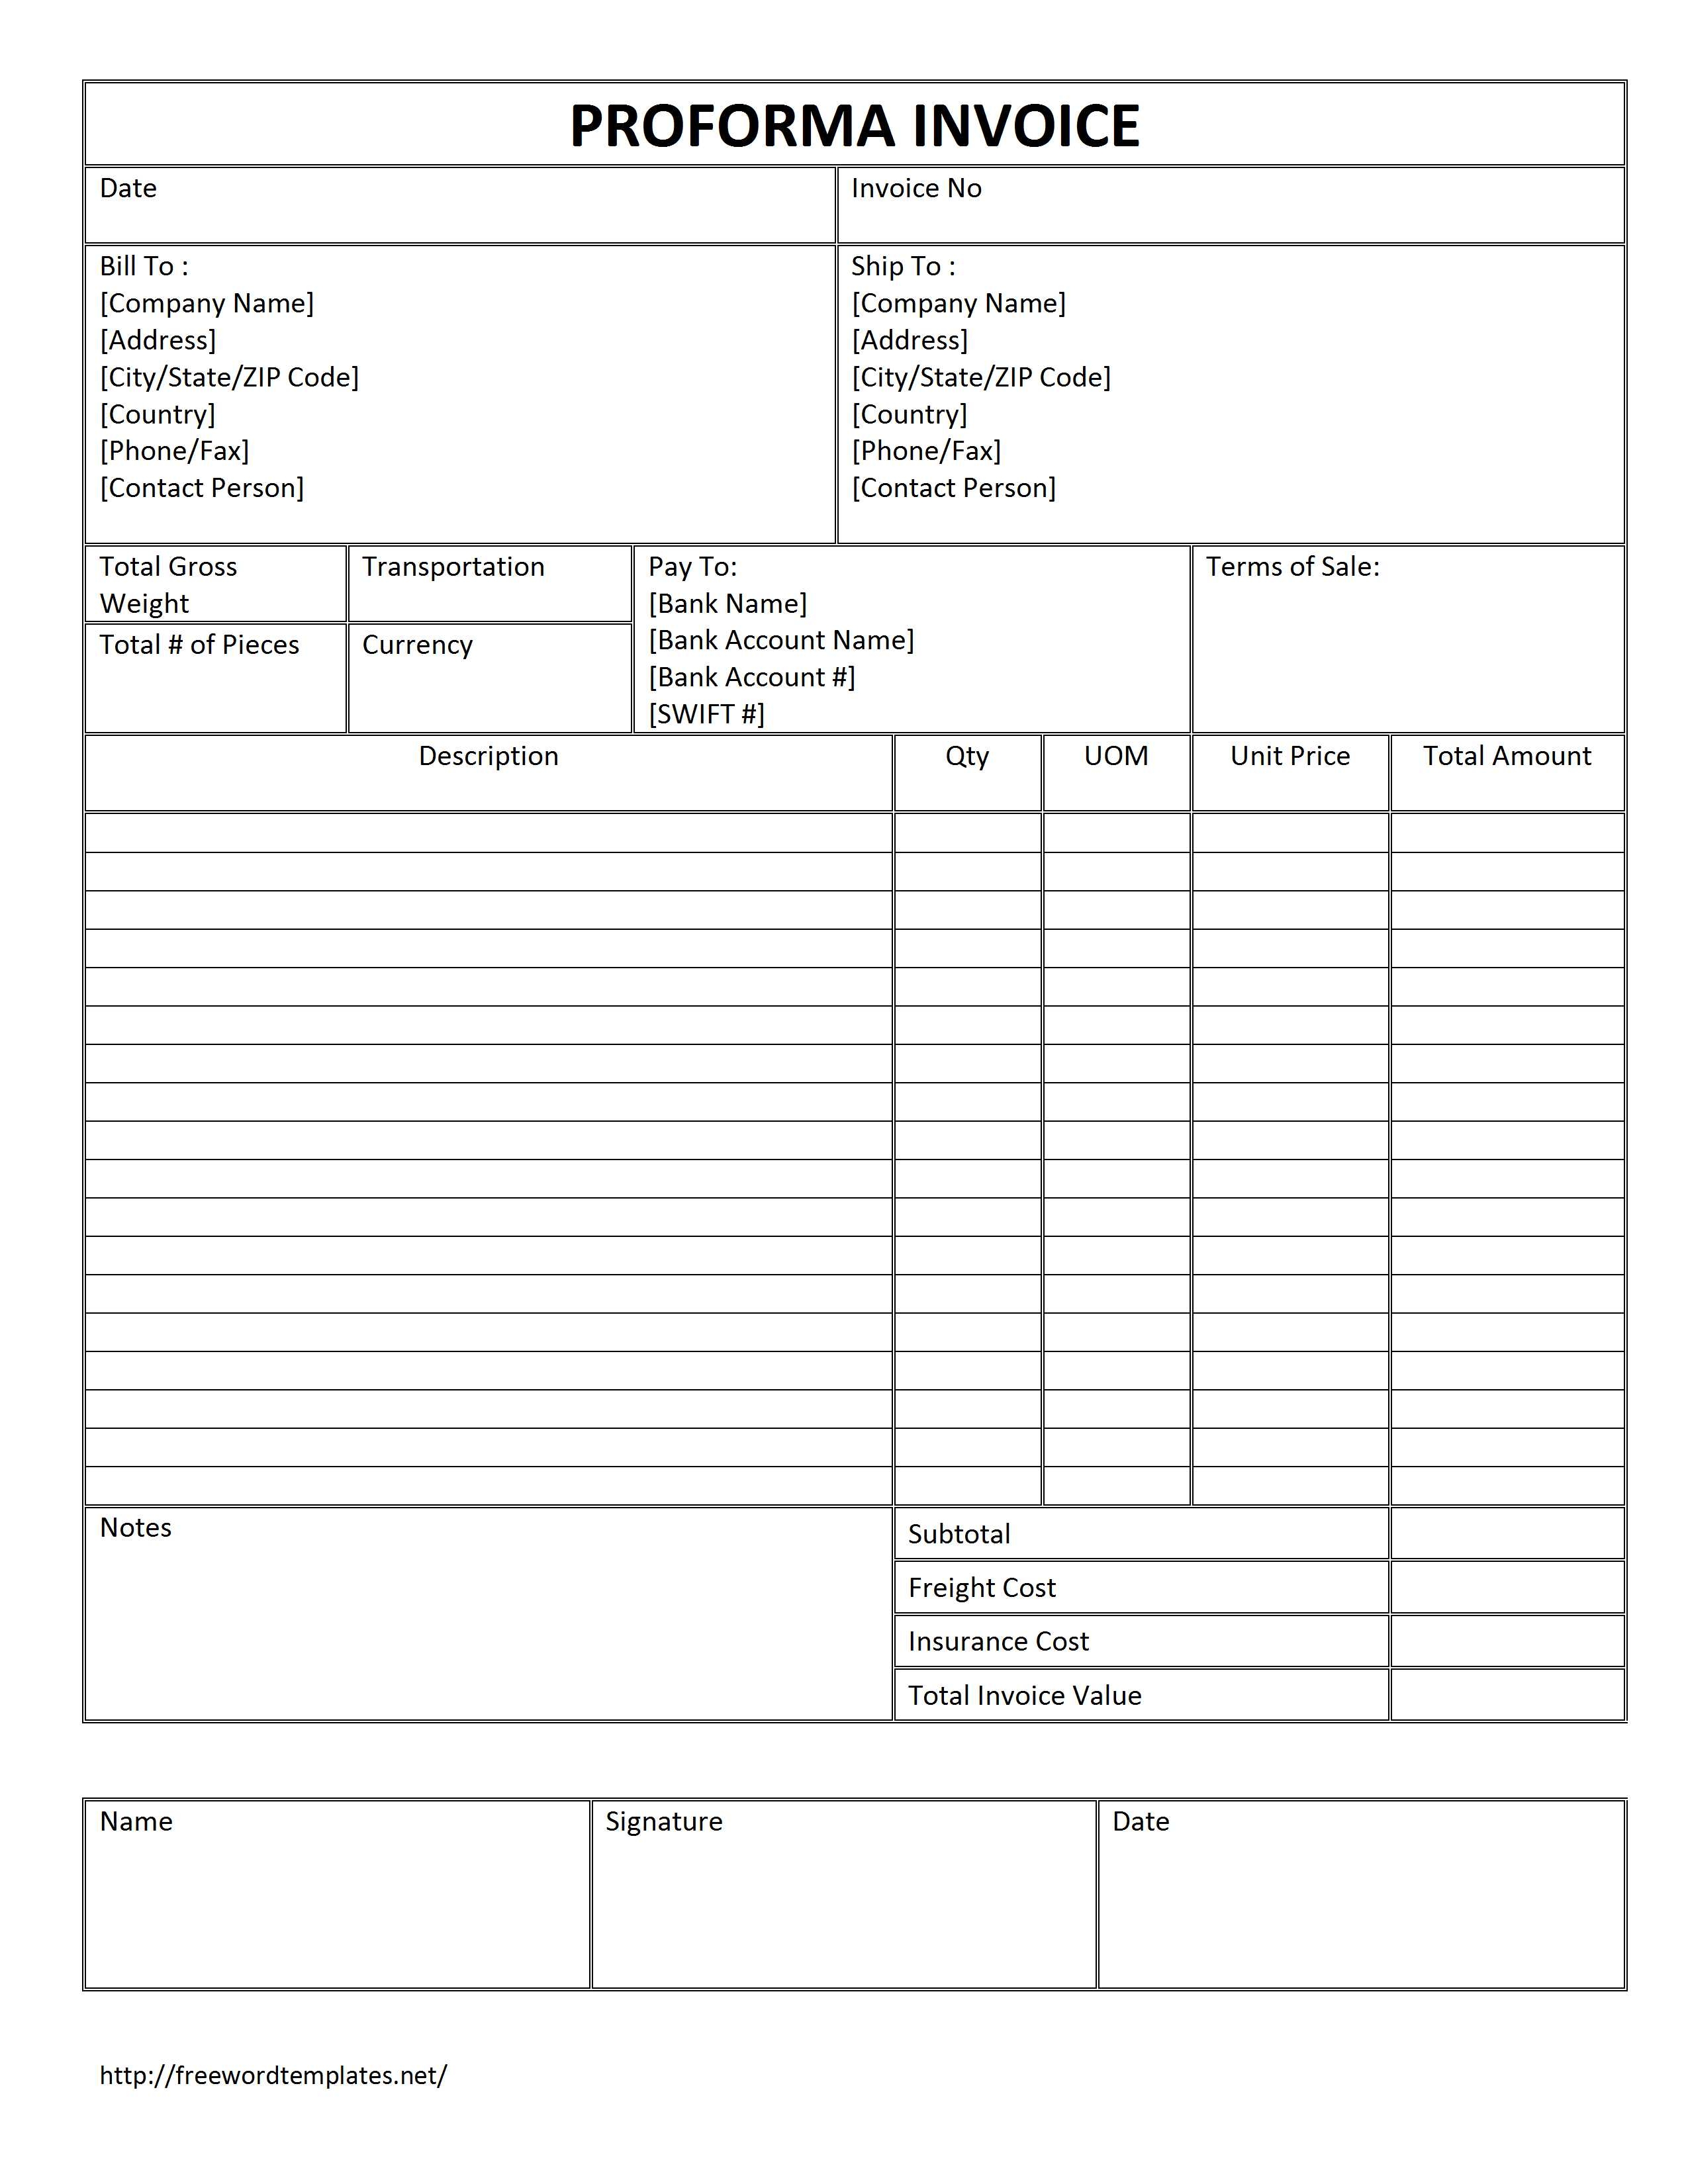 PROFORMA INVOICE
Date
Invoice No
Bill To :
[Company Name]
[Address]
[City/State/ZIP Code]
[Country]
[Phone/Fax]
[Contact Person]
Ship To :
[Company Name]
[Address]
[City/State/ZIP Code]
[Country]
[Phone/Fax]
[Contact Person]
Total Gross
Weight
Transportation
Total # of Pieces
Currency
Pay To:
[Bank Name]
[Bank Account Name]
[Bank Account #]
[SWIFT #]
Terms of Sale:
Description
Qty
UOM
Unit Price
Total Amount
Notes
Subtotal
Freight Cost
Insurance Cost
Total Invoice Value
Name
Signature
Date
http://freewordtemplates.net/